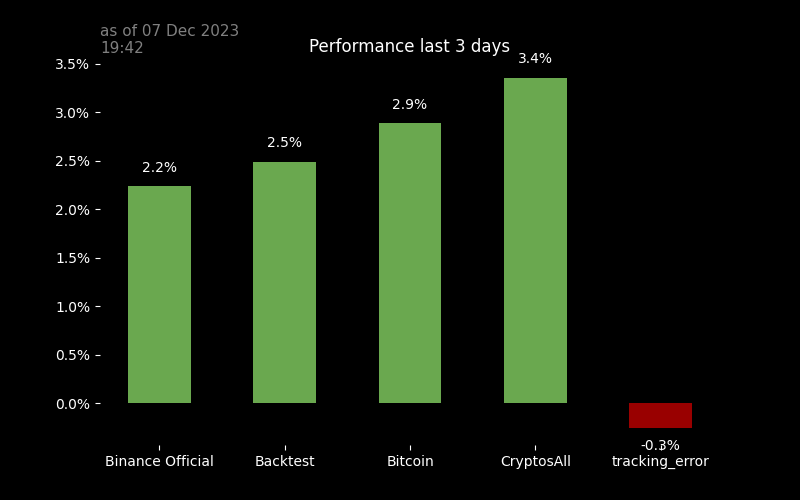 as of 07 Dec 2023
19:42
Performance last 3 days
3.5%
3.0%
2.5%
2.0%
1.5%
1.0%
0.5%
0.0%
2.2%
2.5%
2.9%
3.4%
-0.3%
Binance Official
Backtest
Bitcoin
CryptosAll
tracking_error